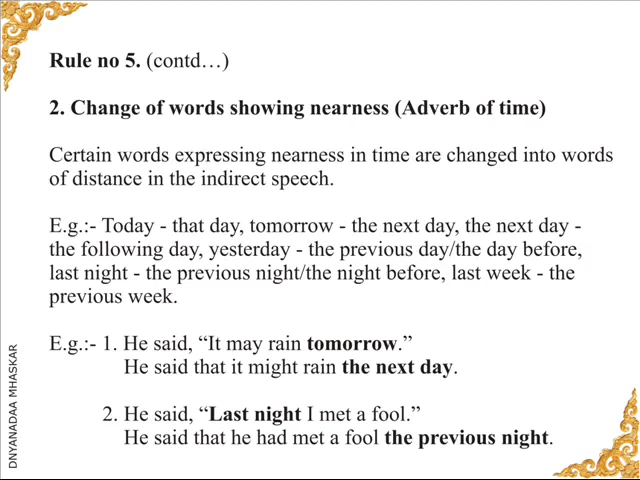 Rule no 5. (contd…)
2. Change of words showing nearness (Adverb of time)
Certain words expressing nearness in time are changed into words
of distance in the indirect speech.
E.g.:- Today - that day, tomorrow - the next day, the next day -
the following day, yesterday - the previous day/the day before,
last night - the previous night/the night before, last week - the
previous week.
E.g.:- 1. He said, “It may rain tomorrow.”
He said that it might rain the next day.
2. He said, “Last night I met a fool.”
He said that he had met a fool the previous night.
DNYANADAA MHASKAR